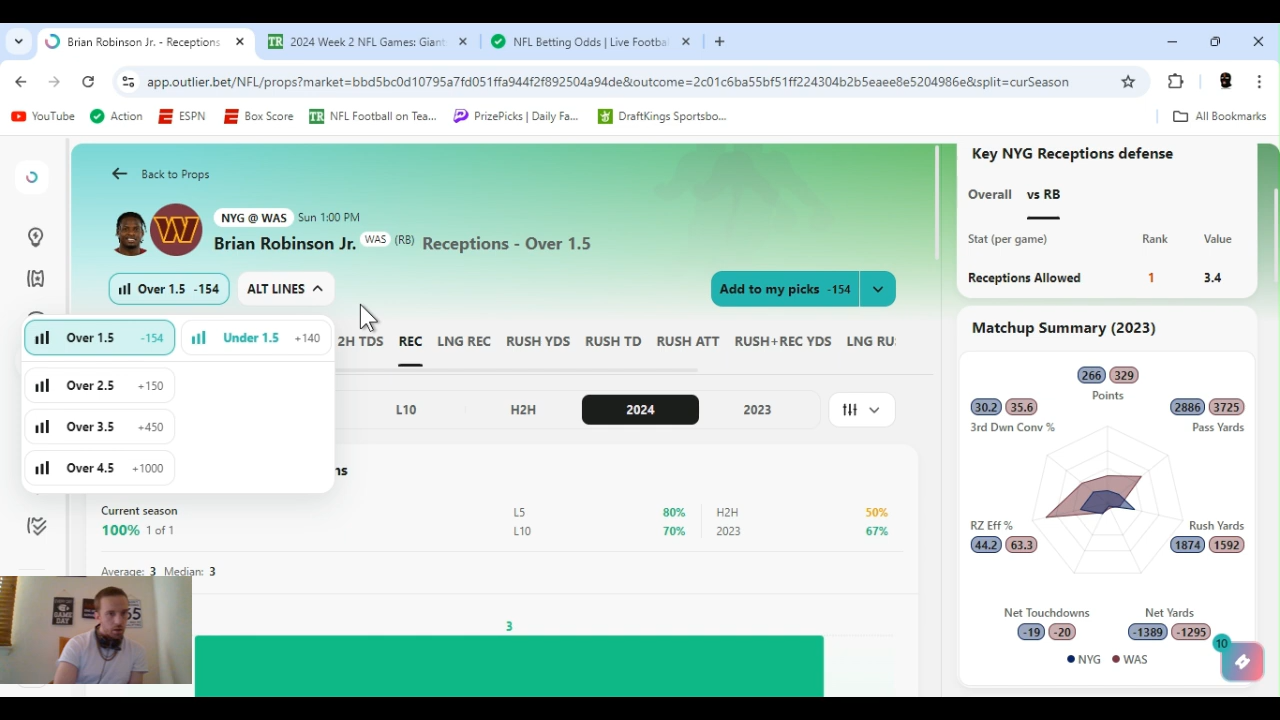 Brian Robinson Jr. - Receptions
2024 Week 2 NFL Games: Giant
NFL Betting Odds | Live Footba
app.outlier.bet/NFL/props?market=bbd5bc0d10795a7fd051ffa944f2f892504a94de&outcome=2c01c6ba55bf51ff224304b2b5eaee8e5204986e&split=curSeason
YouTube
Action
ESPN
Box Score
NFL Football on Tea...
PrizePicks | Daily Fa...
DraftKings Sportsbo...
All Bookmarks
Back to Props
NYG @ WAS Sun 1:00 PM
Brian Robinson Jr. WAS (RB) Receptions - Over 1.5
Over 1.5 -154
ALT LINES
Add to my picks -154
Over 1.5 -154
Under 1.5 +140
Over 2.5 +150
Over 3.5 +450
Over 4.5 +1000
2H TDS REC LNG REC RUSH YDS RUSH TD RUSH ATT RUSH+REC YDS LNG RU
L10 H2H 2024 2023
ns
Current season
100% 1 of 1
L5 80% H2H 50%
L10 70% 2023 67%
Average: 3 Median: 3
3
GAME DAY
65
Key NYG Receptions defense
Overall vs RB
Stat (per game) Rank Value
Receptions Allowed 1 3.4
Matchup Summary (2023)
266 329
Points
30.2 35.6
3rd Dwn Conv %
2886 3725
Pass Yards
RZ Eff %
44.2 63.3
Rush Yards
1874 1592
Net Touchdowns
-19 -20
Net Yards
-1389 -1295
NYG WAS
10